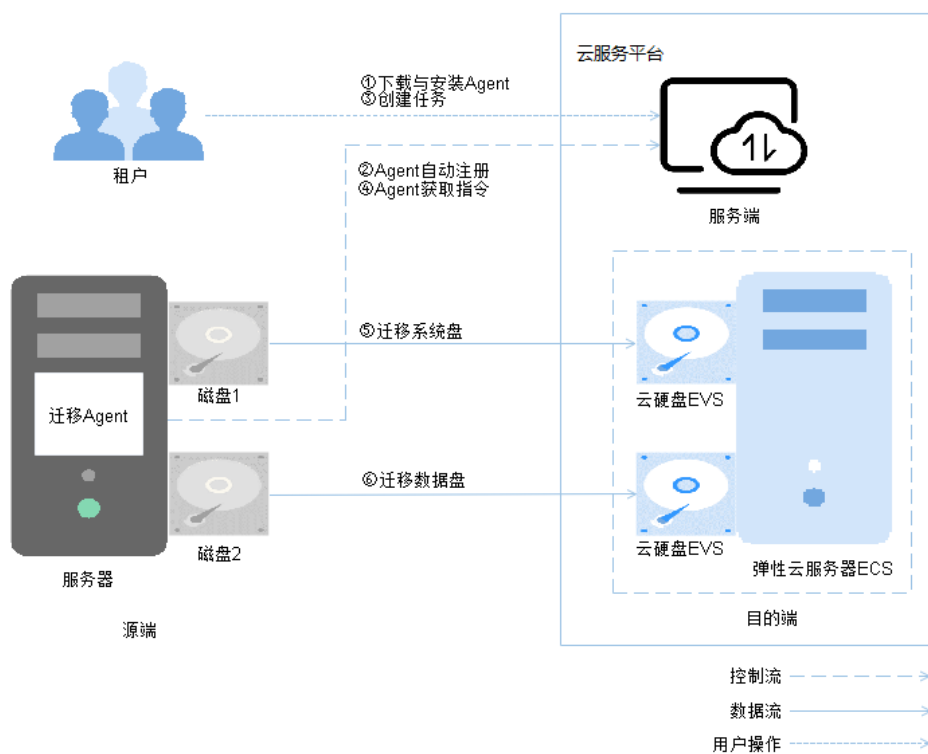 云服务平台
①下载与安装Agent
③创建任务
租户
②Agent自动注册
④Agent获取指令
服务端
⑤迁移系统盘
磁盘1
云硬盘EVS
迁移Agent
⑥迁移数据盘
磁盘2
云硬盘EVS
服务器
弹性云服务器ECS
源端
目的端
控制流
数据流
用户操作